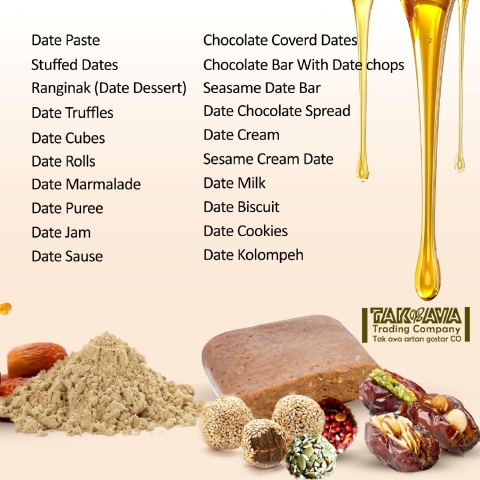 Date Paste
Stuffed Dates
Ranginak (Date Dessert)
Date Truffles
Date Cubes
Date Rolls
Date Marmalade
Date Puree
Date Jam
Date Sause
Chocolate Coverd Dates
Chocolate Bar With Date chops
Seasame Date Bar
Date Chocolate Spread
Date Cream
Sesame Cream Date
Date Milk
Date Biscuit
Date Cookies
Date Kolompeh
TAK AVA
Trading Company
Tak ava artan gostar CO